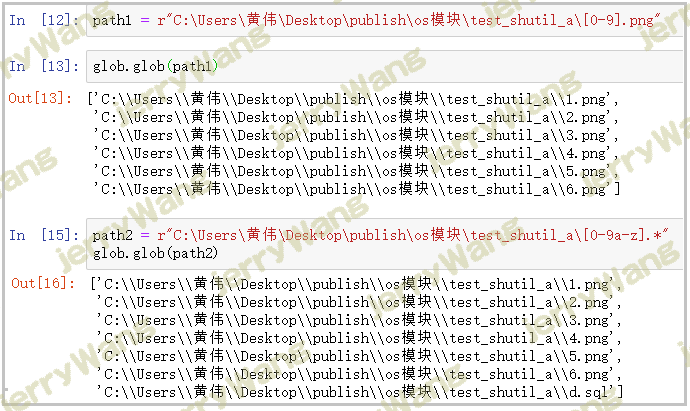 In [12]: path1 = r"C:\Users\黄伟\Desktop\publish\os模块\test_shutil_a\[0-9].png"
In [13]: glob.glob(path1)
Out[13]: ['C:\\Users\\黄伟\\Desktop\\publish\\os模块\\test_shutil_a\\1.png',
'C:\\Users\\黄伟\\Desktop\\publish\\os模块\\test_shutil_a\\2.png',
'C:\\Users\\黄伟\\Desktop\\publish\\os模块\\test_shutil_a\\3.png',
'C:\\Users\\黄伟\\Desktop\\publish\\os模块\\test_shutil_a\\4.png',
'C:\\Users\\黄伟\\Desktop\\publish\\os模块\\test_shutil_a\\5.png',
'C:\\Users\\黄伟\\Desktop\\publish\\os模块\\test_shutil_a\\6.png']
In [15]: path2 = r"C:\Users\黄伟\Desktop\publish\os模块\test_shutil_a\[0-9a-z].*"
glob.glob(path2)
Out[16]: ['C:\\Users\\黄伟\\Desktop\\publish\\os模块\\test_shutil_a\\1.png',
'C:\\Users\\黄伟\\Desktop\\publish\\os模块\\test_shutil_a\\2.png',
'C:\\Users\\黄伟\\Desktop\\publish\\os模块\\test_shutil_a\\3.png',
'C:\\Users\\黄伟\\Desktop\\publish\\os模块\\test_shutil_a\\4.png',
'C:\\Users\\黄伟\\Desktop\\publish\\os模块\\test_shutil_a\\5.png',
'C:\\Users\\黄伟\\Desktop\\publish\\os模块\\test_shutil_a\\6.png',
'C:\\Users\\黄伟\\Desktop\\publish\\os模块\\test_shutil_a\\d.sql']
jerryWang